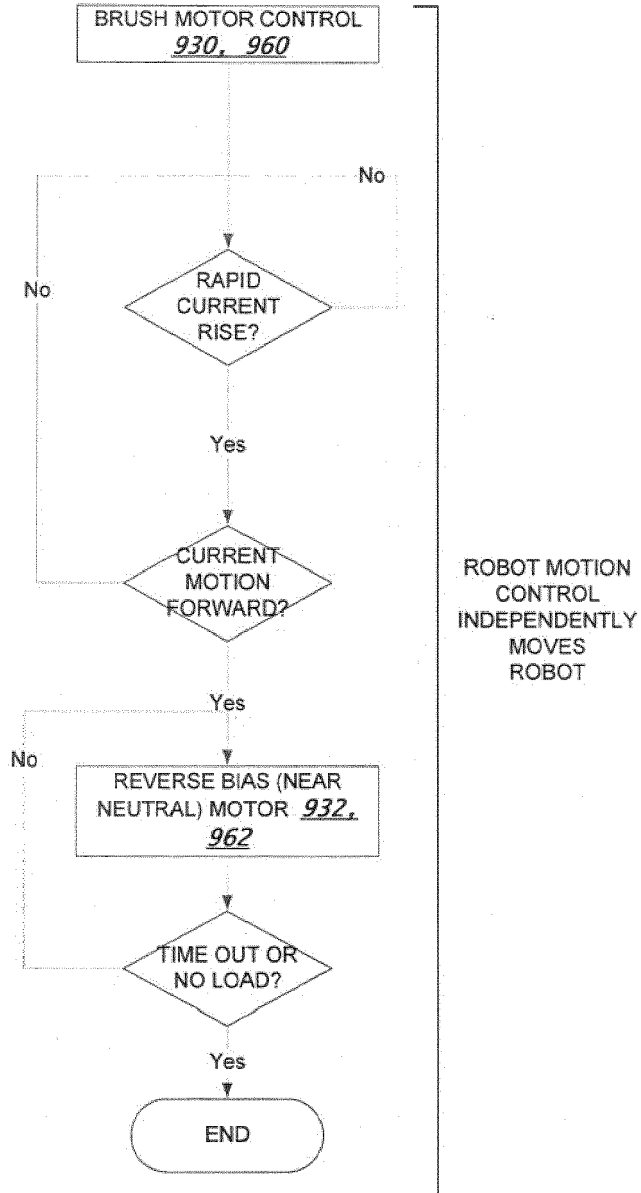 BRUSH MOTOR CONTROL
930, 960
No
No
RAPID
CURRENT
RISE?
Yes
CURRENT
MOTION
FORWARD?
ROBOT MOTION
CONTROL
INDEPENDENTLY
MOVES
ROBOT
Yes
No
REVERSE BIAS (NEAR
NEUTRAL) MOTOR 932,
962
TIME OUT OR
NO LOAD?
Yes
END